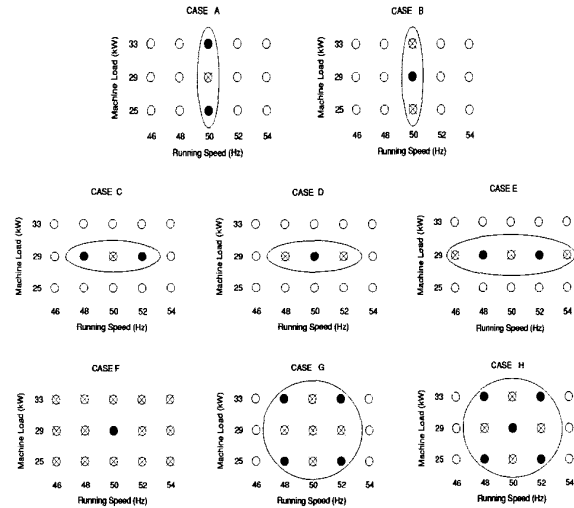 CASE A
Machine Load (kW)
33
29
25
46 48 50 52 54
Running Speed (Hz)
CASE B
Machine Load (kW)
33
29
25
46 48 50 52 54
Running Speed (Hz)
CASE C
Machine Load (kW)
33
29
25
46 48 50 52 54
Running Speed (Hz)
CASE D
Machine Load (kW)
33
29
25
46 48 50 52 54
Running Speed (Hz)
CASE E
Machine Load (kW)
33
29
25
46 48 50 52 54
Running Speed (Hz)
CASE F
Machine Load (kW)
33
29
25
46 48 50 52 54
Running Speed (Hz)
CASE G
Machine Load (kW)
33
29
25
46 48 50 52 54
Running Speed (Hz)
CASE H
Machine Load (kW)
33
29
25
46 48 50 52 54
Running Speed (Hz)